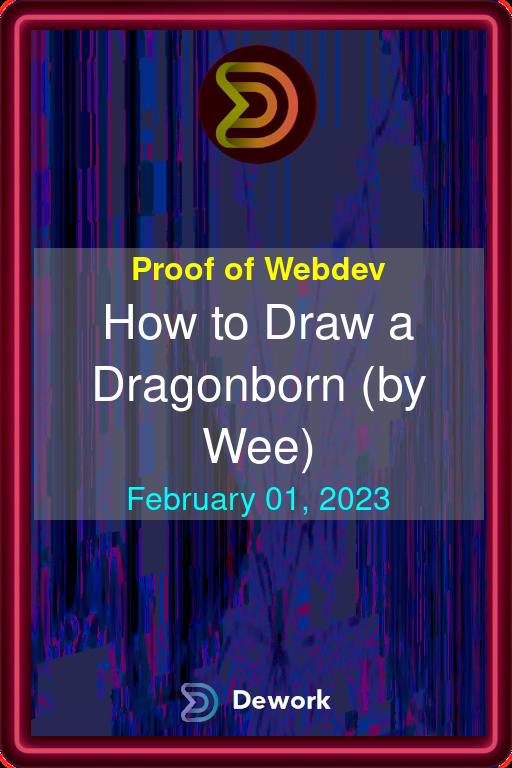 Proof of Webdev
How to Draw a
Dragonborn (by
Wee)
February 01, 2023
Dework